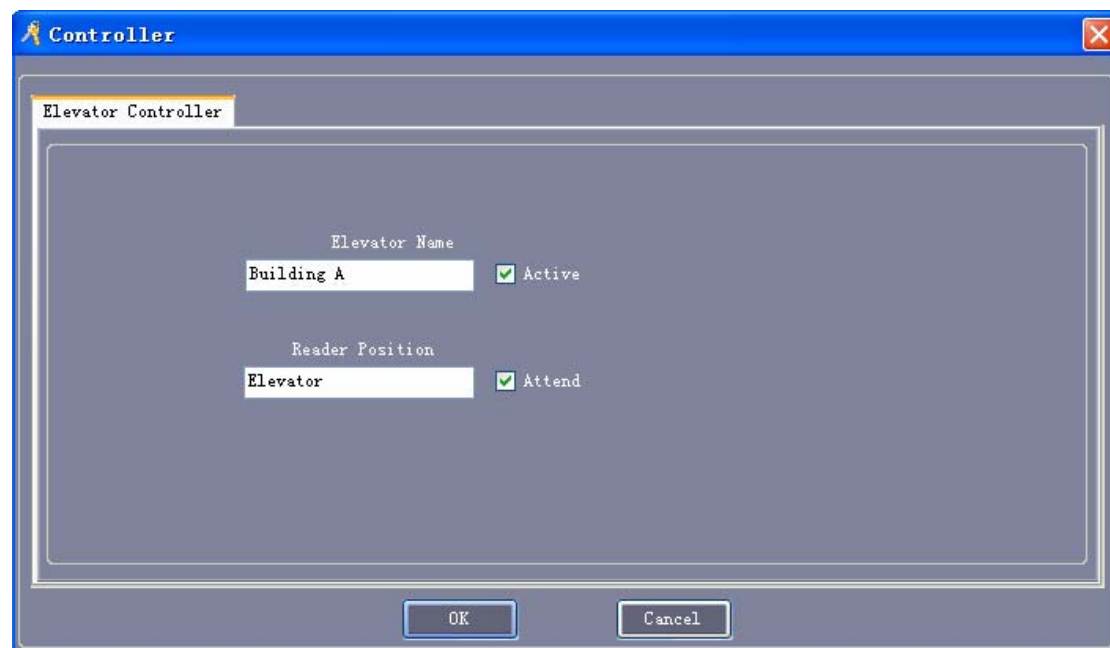 Controller
Elevator Controller
Elevator Name
Building A
Active
Reader Position
Elevator
Attend
OK
Cancel